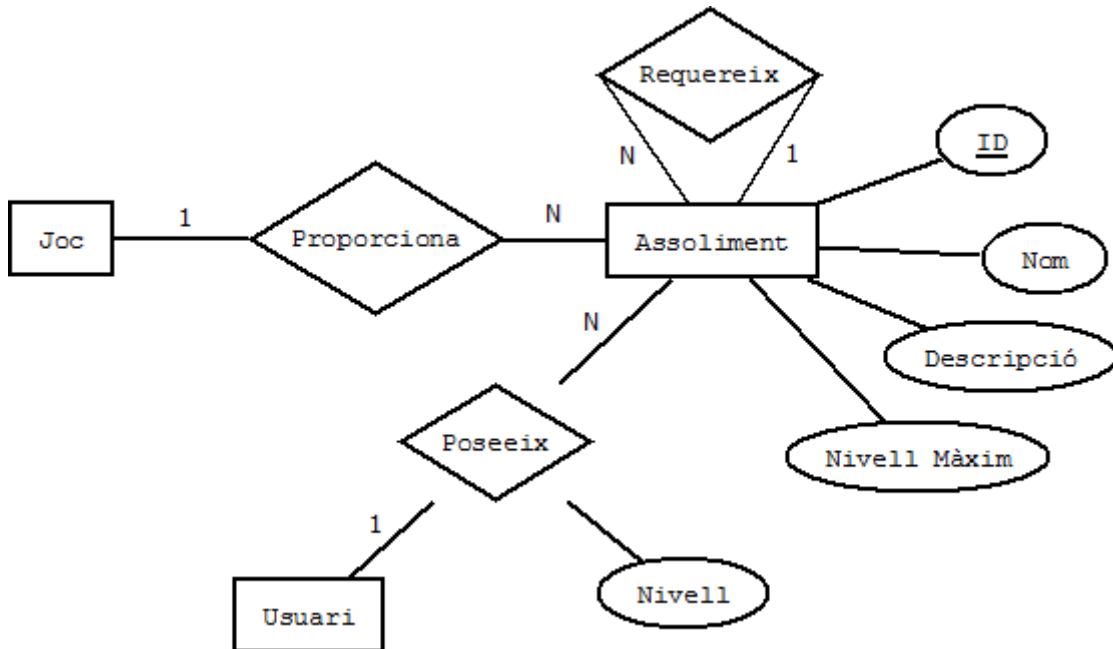 Requereix
ID
N
1
1
N
Joc
Proporciona
Assoliment
Nom
N
Descripció
Poseeix
Nivell Màxim
1
Nivell
Usuari